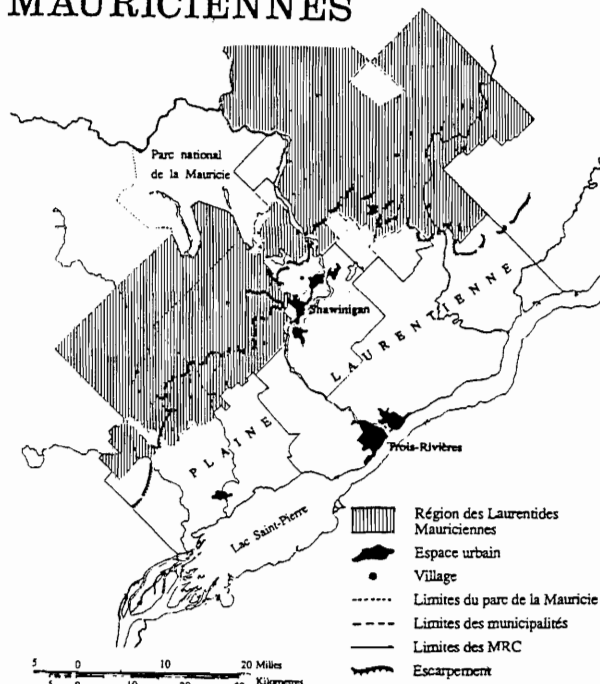 MAURICIENNES
Parc national
de la Mauricie
Shawinigan
LAURENTIENNE
Trois-Rivières
PLAINE
Lac Saint-Pierre
Région des Laurentides
Mauriciennes
Espace urbain
Village
Limites du parc de la Mauricie
Limites des municipalités
Limites des MRC
Escarpement
5 0 10 20 Milles
Kilometres